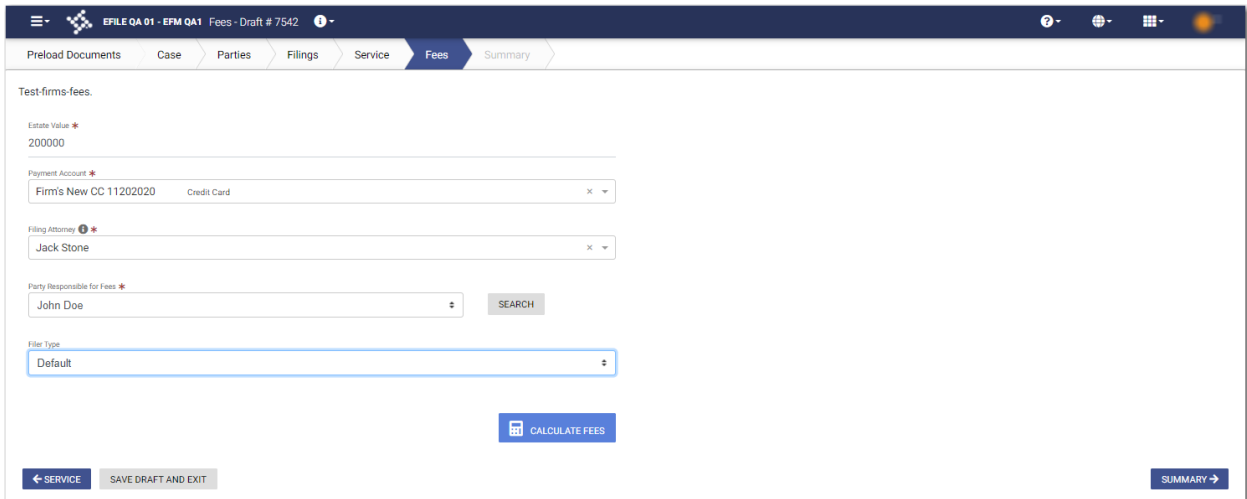 EFILE QA 01 - EFM QA1 Fees - Draft # 7542
Preload Documents Case Parties Filings Service Fees Summary
Test-firms-fees.
Estate Value *
200000
Payment Account *
Firm's New CC 11202020 Credit Card
Filing Attorney *
Jack Stone
Party Responsible for Fees *
John Doe SEARCH
Filer Type
Default
CALCULATE FEES
SERVICE SAVE DRAFT AND EXIT SUMMARY